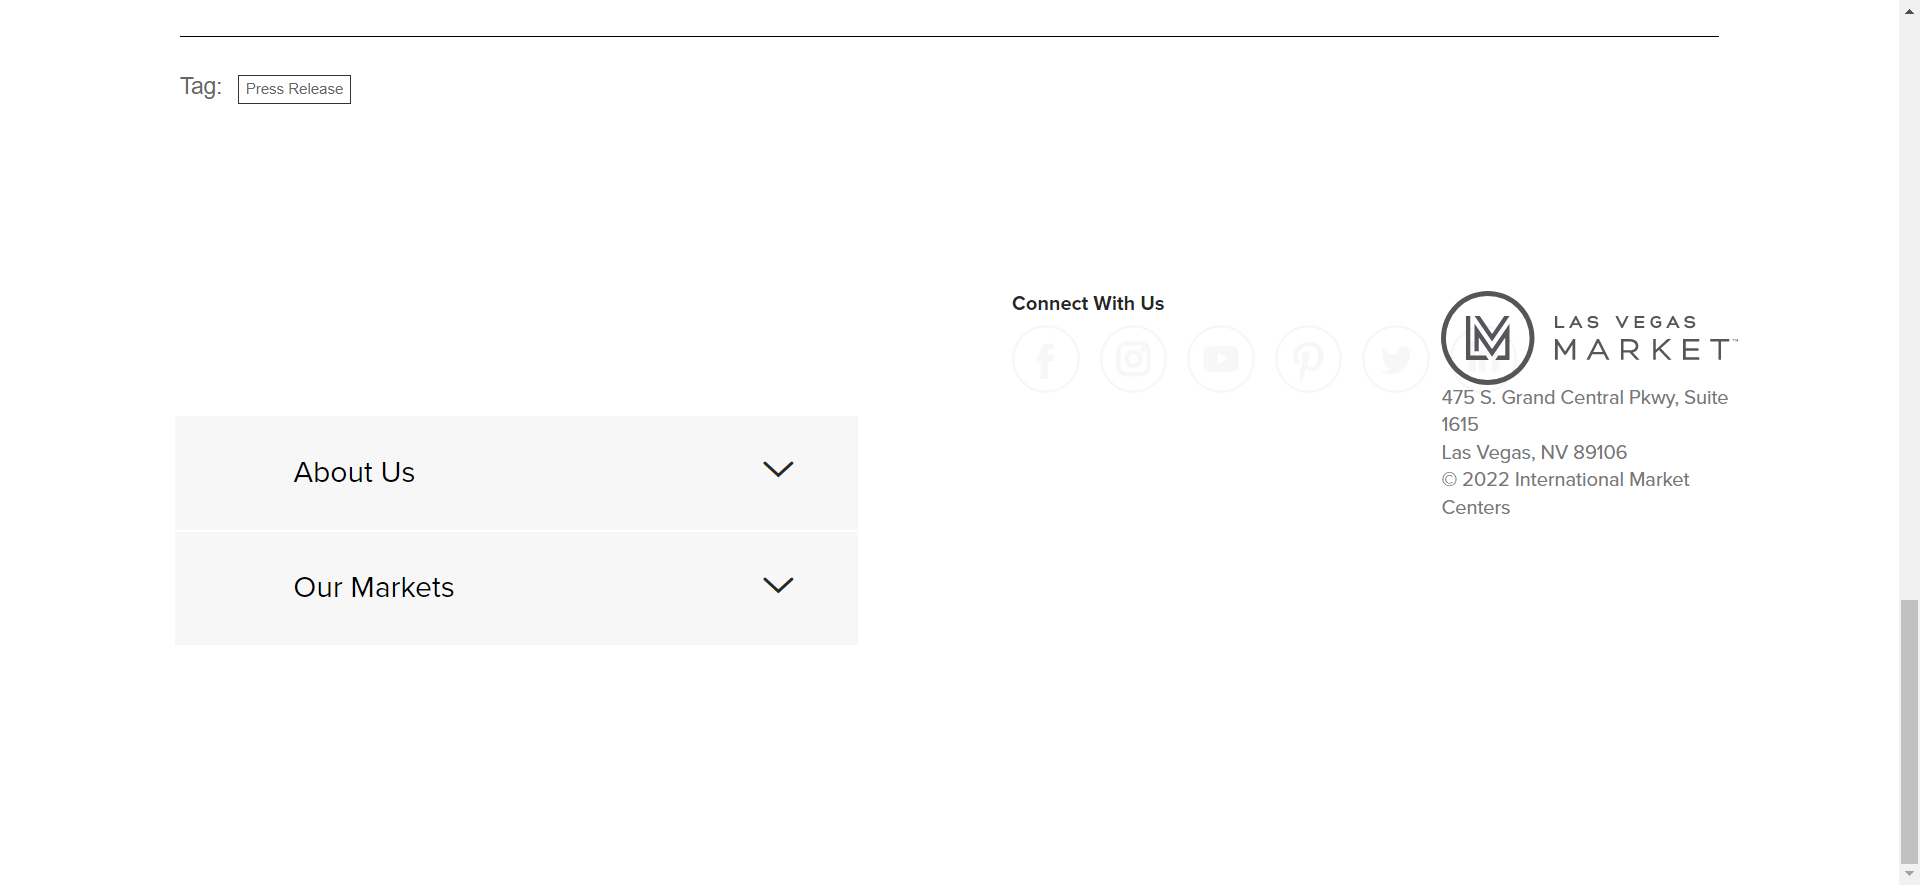 Tag: Press Release
Connect With Us
LAS VEGAS
MARKET™
475 S. Grand Central Pkwy, Suite
1615
Las Vegas, NV 89106
© 2022 International Market
Centers
About Us
Our Markets